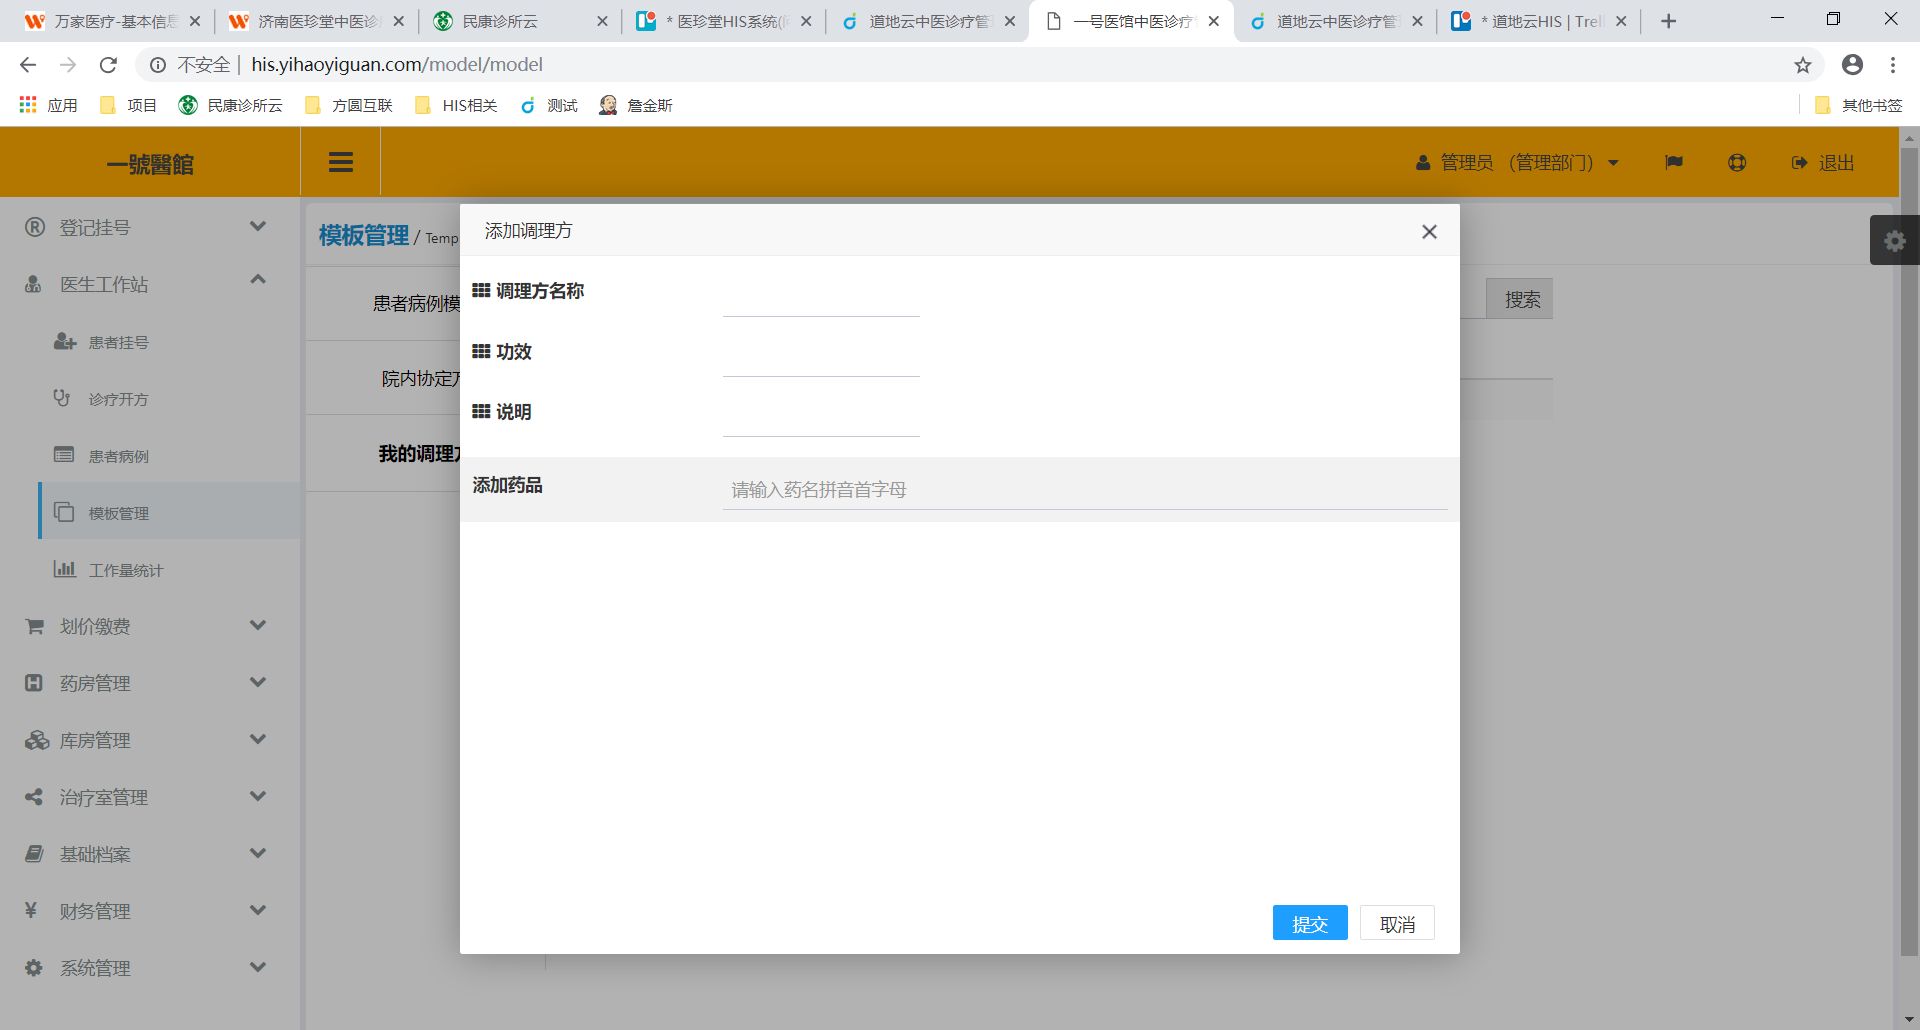 万家医疗-基本信息
济南医珍堂中医诊
民康诊所云
* 医珍堂HIS系统(问
道地云中医诊疗管
一号医馆中医诊疗
道地云中医诊疗管
* 道地云HIS | Trell
不安全 his.yihaoyiguan.com/model/model
应用 项目 民康诊所云 方圆互联 HIS相关 测试 詹金斯 其他书签
一號醫館
管理员 (管理部门) 退出
登记挂号
医生工作站
患者挂号
诊疗开方
患者病例
模板管理
工作量统计
划价缴费
药房管理
库房管理
治疗室管理
基础档案
财务管理
系统管理
模板管理 / Temp
患者病例模
院内协定方
我的调理方
搜索
添加调理方
调理方名称
功效
说明
添加药品 请输入药名拼音首字母
提交 取消